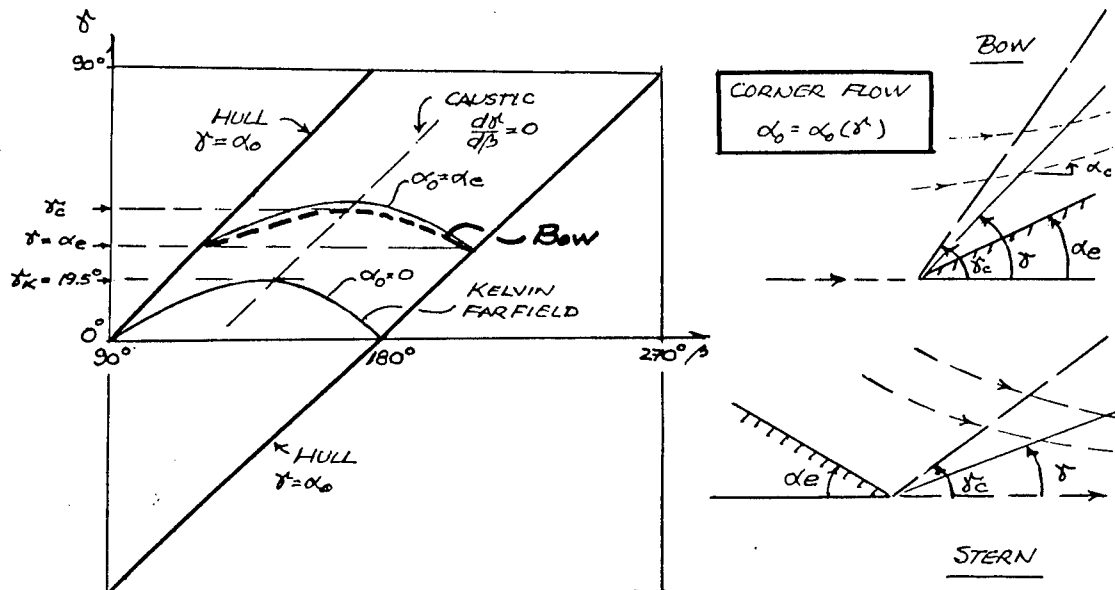 γ
90°
HULL
γ = α₀
CAUSTIC
dγ/dβ = 0
α₀ = αe
γc
γ = αe
BOW
γK = 19.5°
α₀ = 0
KELVIN
FARFIELD
0°
90°
180°
270°
β
HULL
γ = α₀
CORNER FLOW
α₀ = α₀(γ)
BOW
γc
γ
αe
αe
γc
γ
STERN